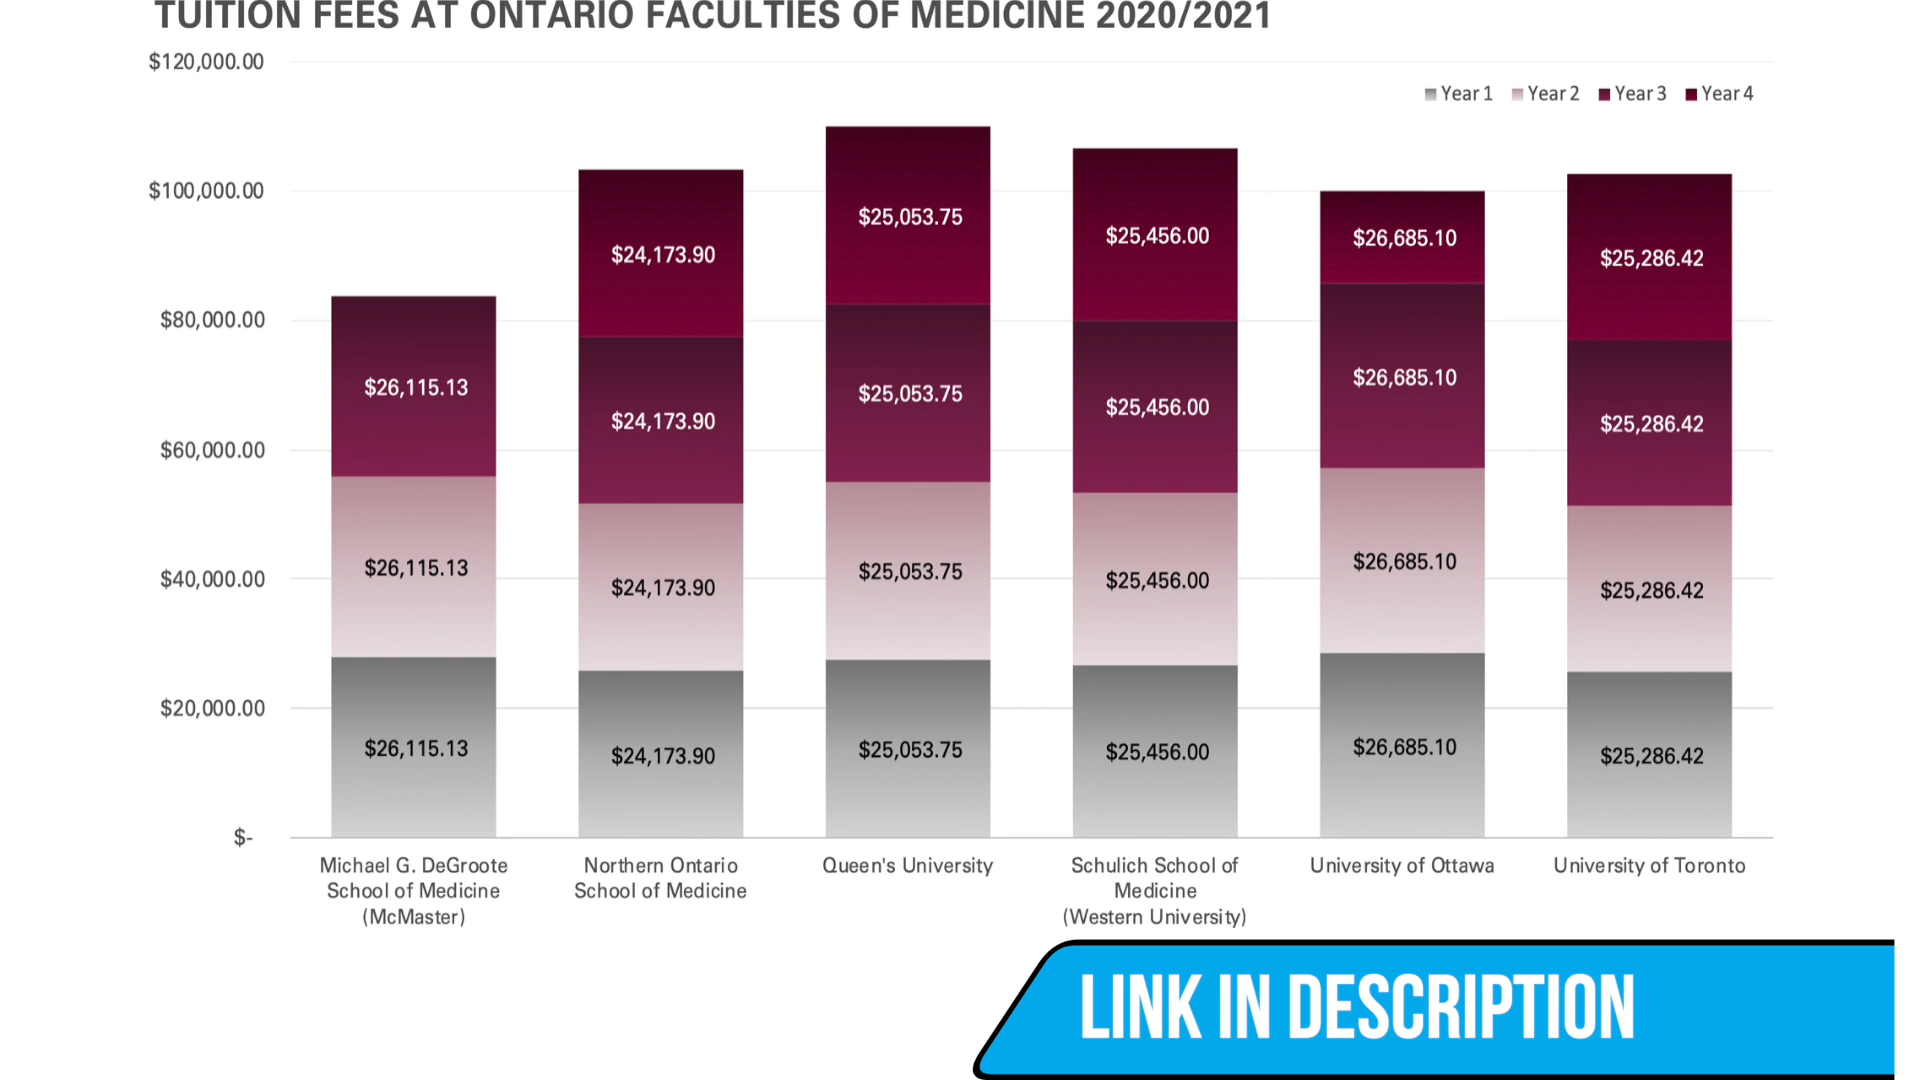 TUITION FEES AT ONTARIO FACULTIES OF MEDICINE 2020/2021
$120,000.00
Year 1 Year 2 Year 3 Year 4
$100,000.00
$80,000.00
$60,000.00
$40,000.00
$20,000.00
$-
$26,115.13
$26,115.13
$26,115.13
$24,173.90
$24,173.90
$24,173.90
$24,173.90
$25,053.75
$25,053.75
$25,053.75
$25,053.75
$25,456.00
$25,456.00
$25,456.00
$25,456.00
$26,685.10
$26,685.10
$26,685.10
$26,685.10
$25,286.42
$25,286.42
$25,286.42
$25,286.42
Michael G. DeGroote
School of Medicine
(McMaster)
Northern Ontario
School of Medicine
Queen's University
Schulich School of
Medicine
(Western University)
University of Ottawa
University of Toronto
LINK IN DESCRIPTION